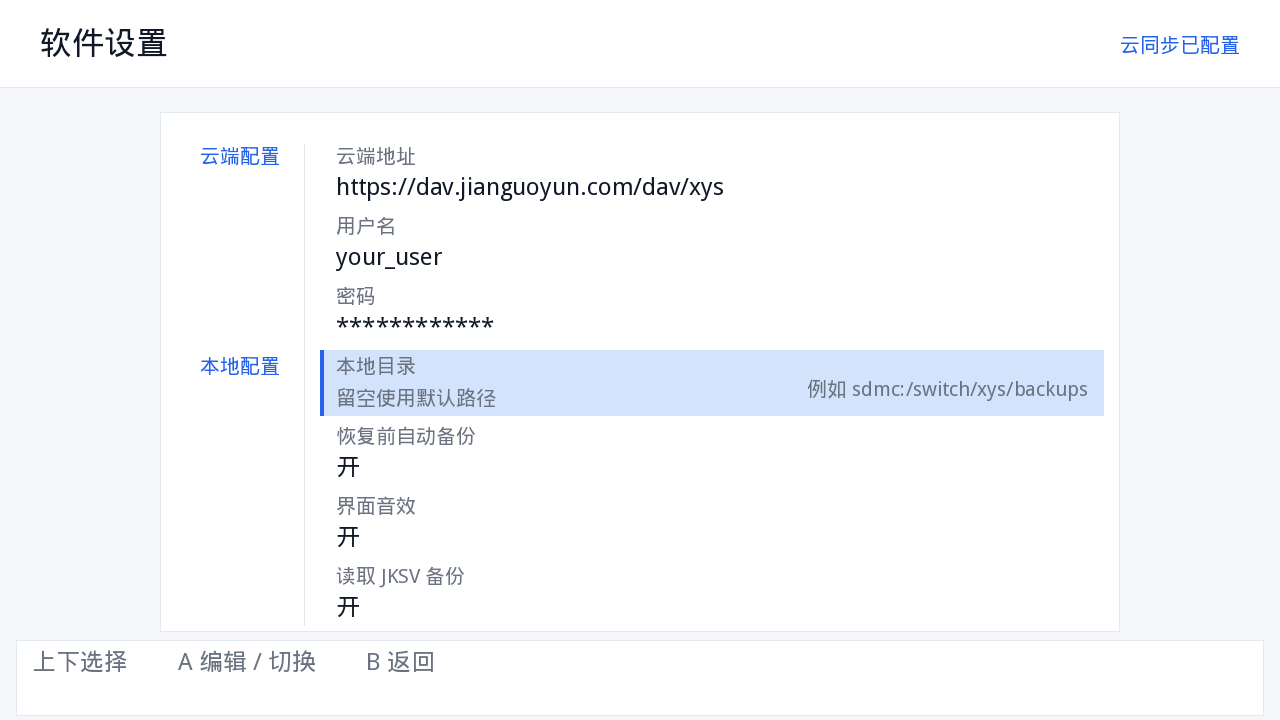 软件设置
云同步已配置
云端配置
云端地址
https://dav.jianguoyun.com/dav/xys
用户名
your_user
密码
************
本地配置
本地目录
留空使用默认路径
例如 sdmc:/switch/xys/backups
恢复前自动备份
开
界面音效
开
读取 JKSV 备份
开
上下选择 A 编辑 / 切换 B 返回